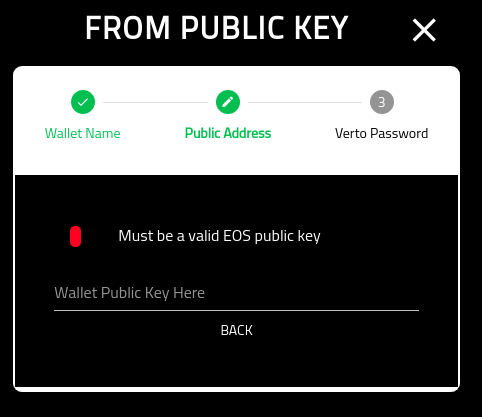 FROM PUBLIC KEY
3
Wallet Name
Public Address
Verto Password
Must be a valid EOS public key
Wallet Public Key Here
BACK